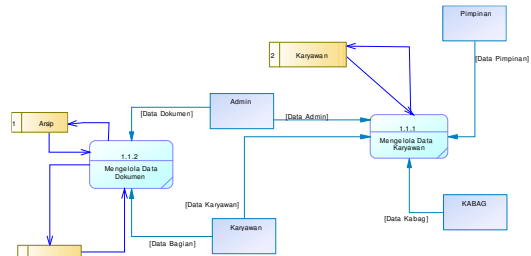 Pimpinan
2 Karyawan
[Data Pimpinan]
Admin
[Data Dokumen]
[Data Admin]
1 Arsip
1.1.1
Mengelola Data
Karyawan
1.1.2
Mengelola Data
Dokumen
[Data Karyawan]
KABAG
Karyawan
[Data Kabag]
[Data Bagian]